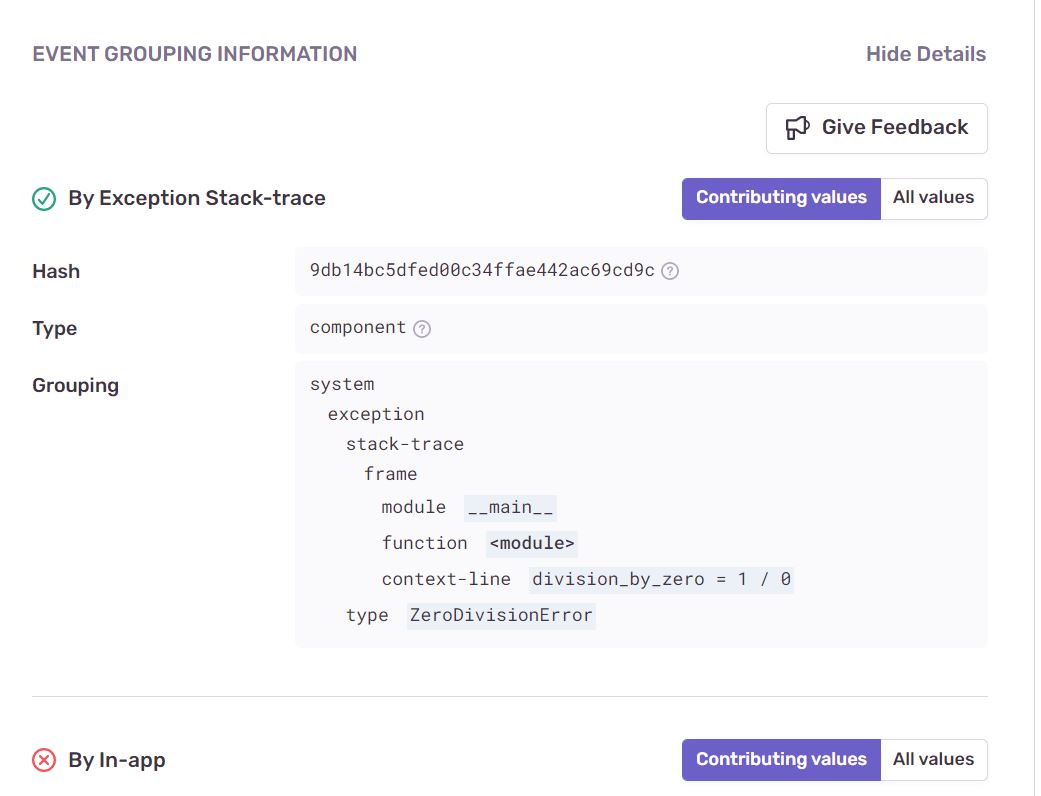 EVENT GROUPING INFORMATION Hide Details
Give Feedback
By Exception Stack-trace Contributing values All values
Hash 9db14bc5dfed00c34ffae442ac69cd9c ?
Type component ?
Grouping system
exception
stack-trace
frame
module __main__
function <module>
context-line division_by_zero = 1 / 0
type ZeroDivisionError
By In-app Contributing values All values